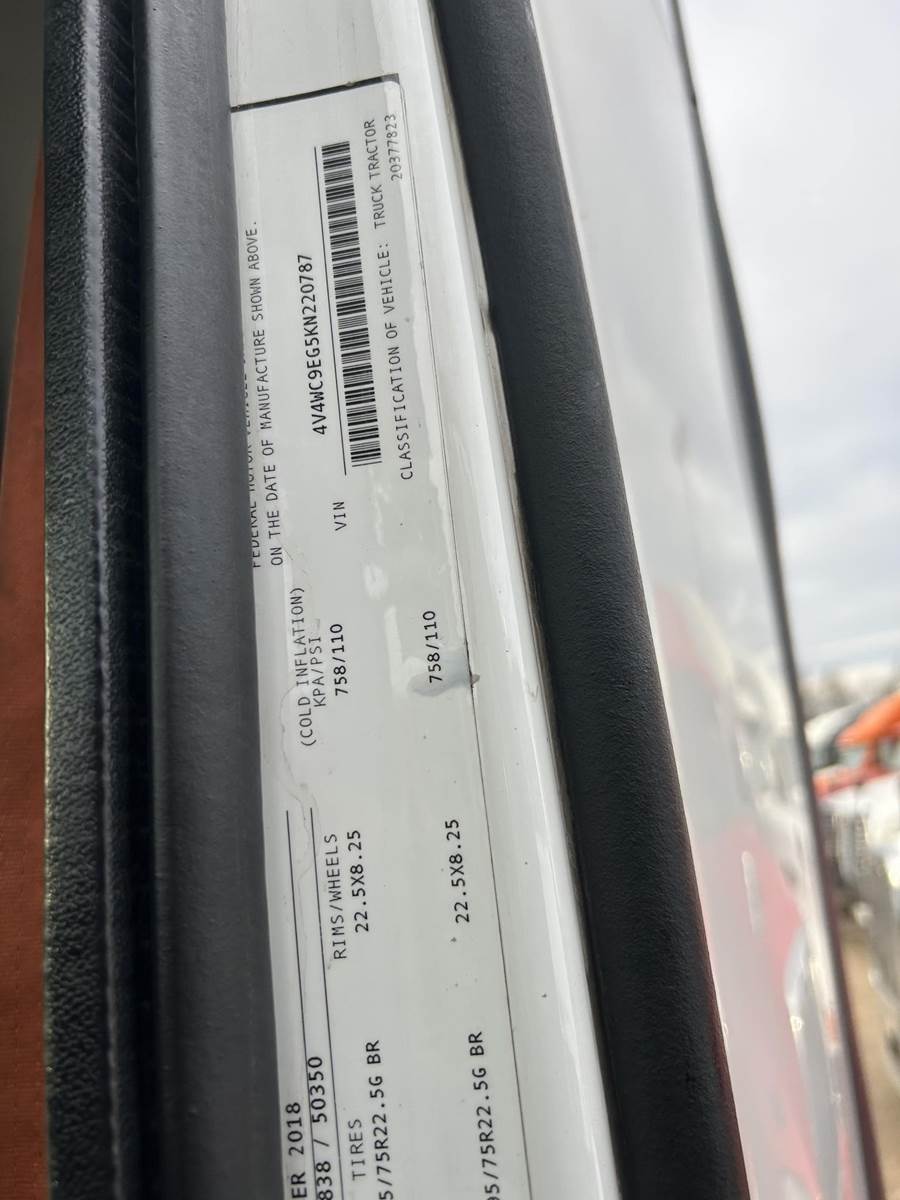 FEDERAL MOTOR VEHICLE
ON THE DATE OF MANUFACTURE SHOWN ABOVE.
ER 2018
838 / 50350
(COLD INFLATION)
KPA/PSI
TIRES RIMS/WHEELS
5/75R22.5G BR 22.5X8.25 758/110
95/75R22.5G BR 22.5X8.25 758/110
4V4WC9EG5KN220787
VIN
CLASSIFICATION OF VEHICLE: TRUCK TRACTOR
20377823